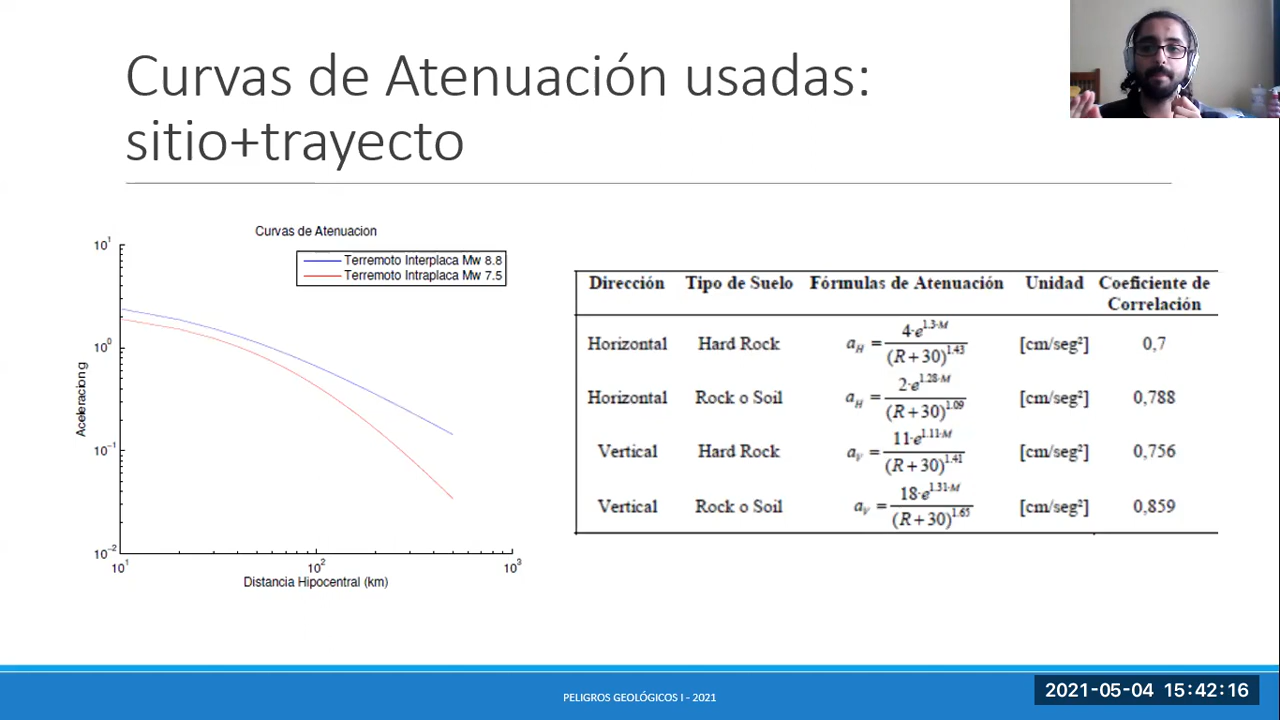 Curvas de Atenuación usadas:
sitio+trayecto
Curvas de Atenuacion
Terremoto Interplaca Mw 8.8
Terremoto Intraplaca Mw 7.5
10^1
10^0
10^-1
10^-2
Aceleracion g
10^1 10^2 10^3
Distancia Hipocentral (km)
Dirección Tipo de Suelo Fórmulas de Atenuación Unidad Coeficiente de
Correlación
Horizontal Hard Rock a_H = 4·e^{1.3·M} / (R+30)^{1.43} [cm/seg²] 0,7
Horizontal Rock o Soil a_H = 2·e^{1.28·M} / (R+30)^{1.09} [cm/seg²] 0,788
Vertical Hard Rock a_V = 11·e^{1.11·M} / (R+30)^{1.41} [cm/seg²] 0,756
Vertical Rock o Soil a_V = 18·e^{1.31·M} / (R+30)^{1.65} [cm/seg²] 0,859
PELIGROS GEOLÓGICOS I - 2021
2021-05-04 15:42:16